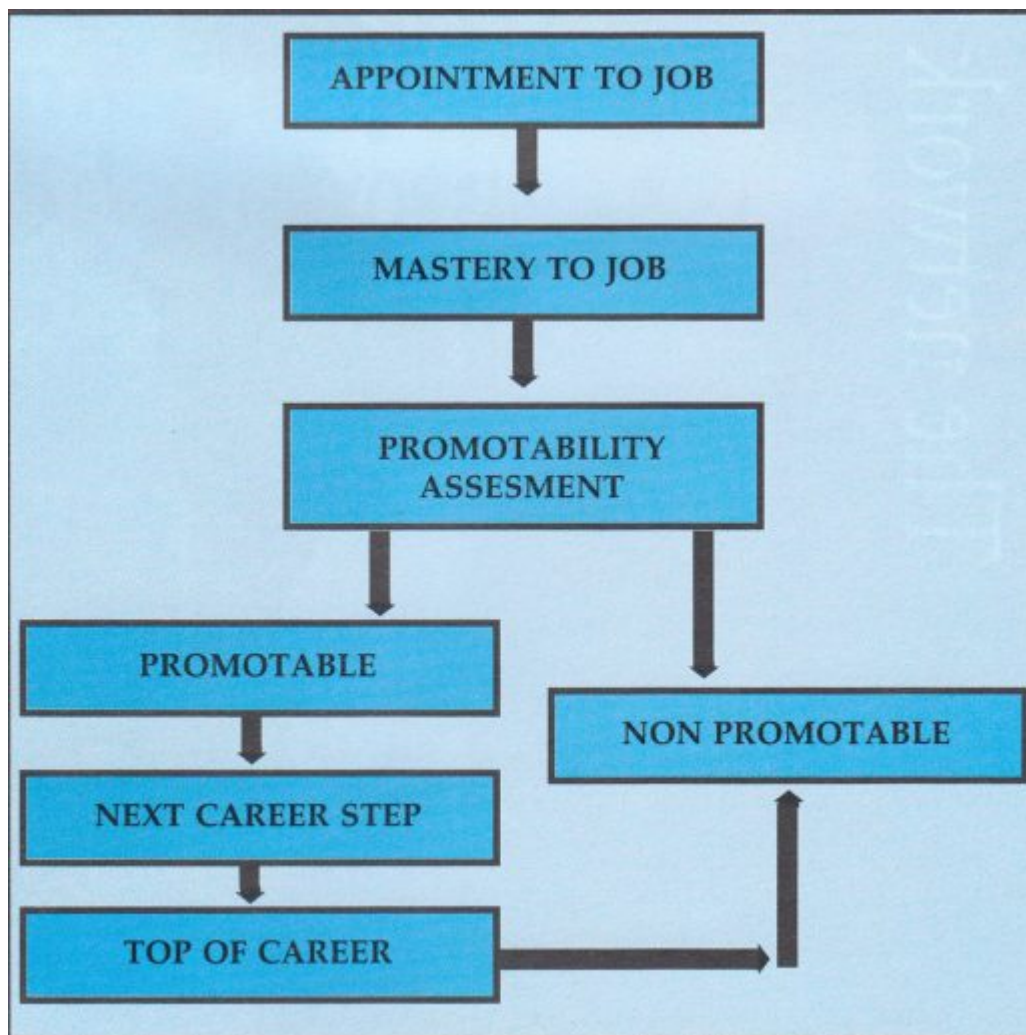 APPOINTMENT TO JOB
MASTERY TO JOB
PROMOTABILITY
ASSESMENT
PROMOTABLE
NON PROMOTABLE
NEXT CAREER STEP
TOP OF CAREER